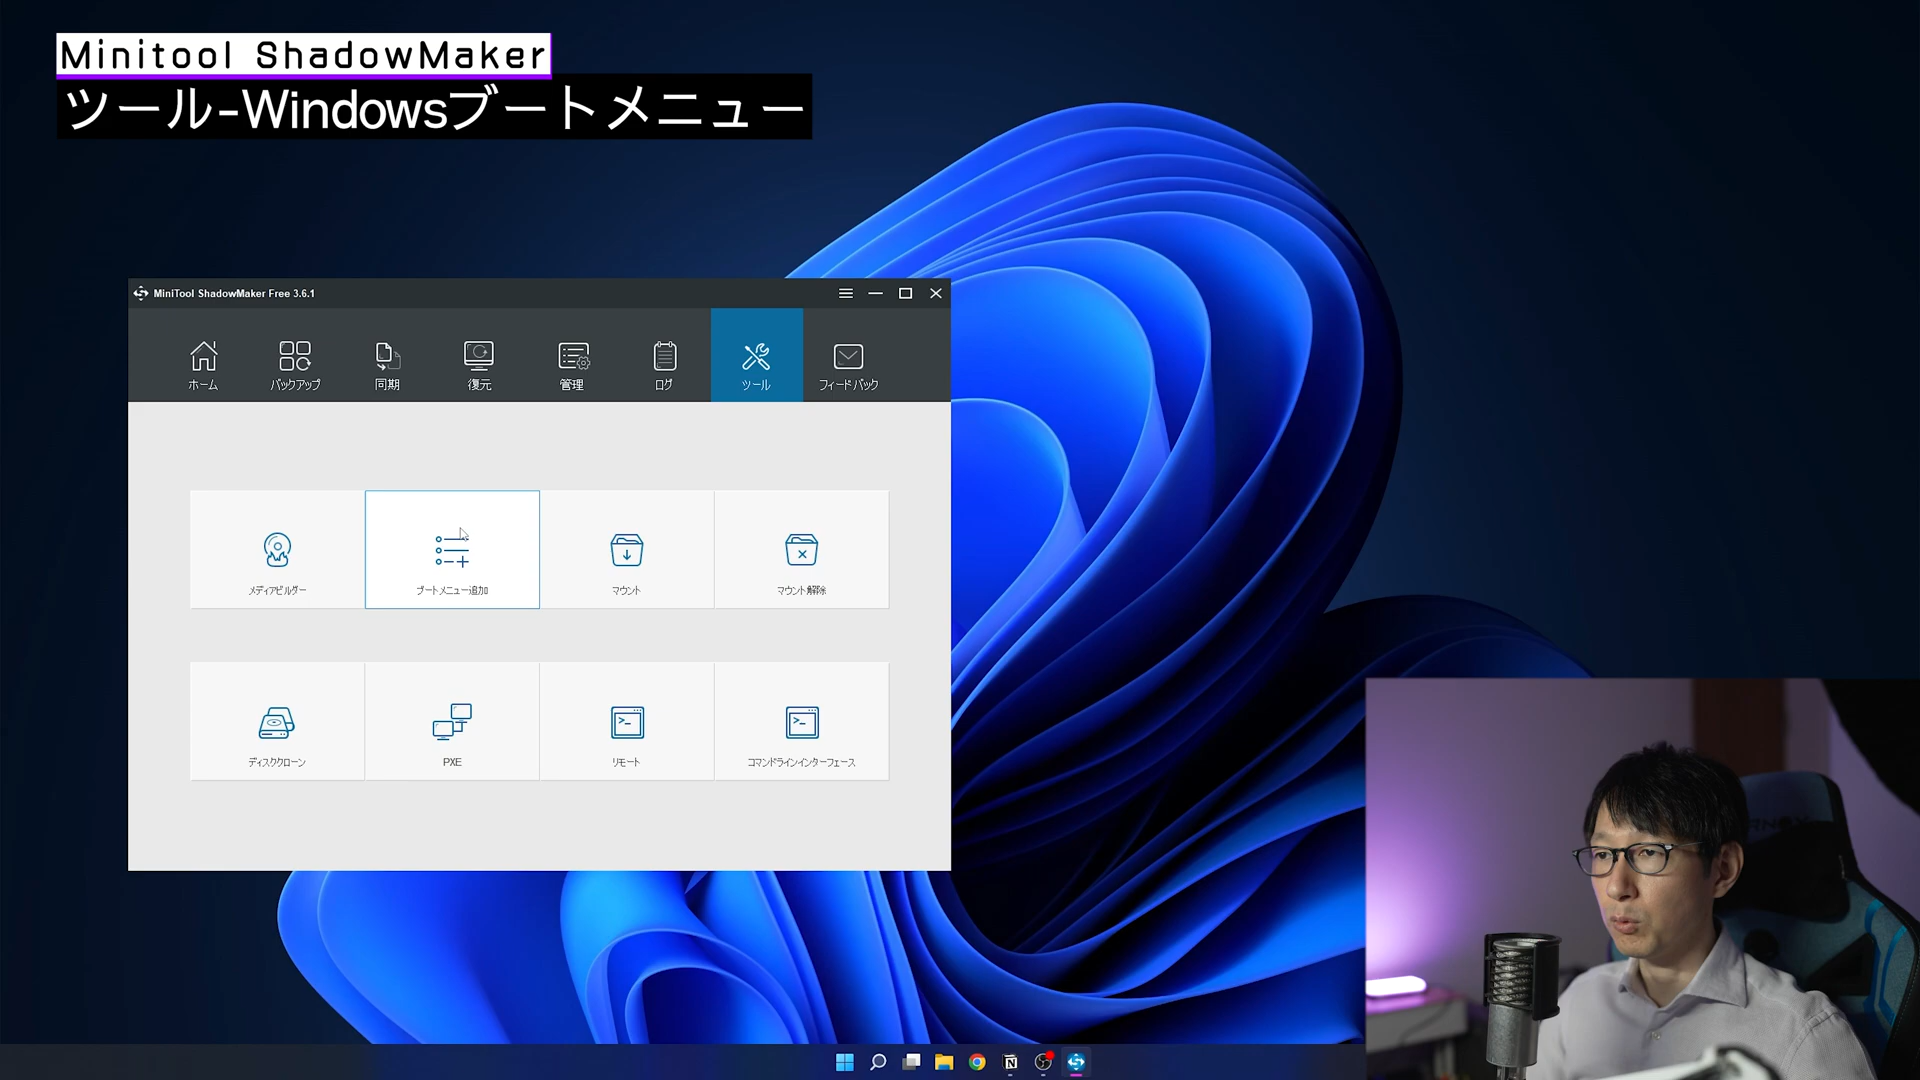 Minitool ShadowMaker
ツール-Windowsブートメニュー
MiniTool ShadowMaker Free 3.6.1
ホーム
バックアップ
同期
復元
管理
ログ
ツール
フィードバック
メディアビルダー
ブートメニュー追加
マウント
マウント解除
ディスククローン
PXE
リモート
コマンドラインインターフェース